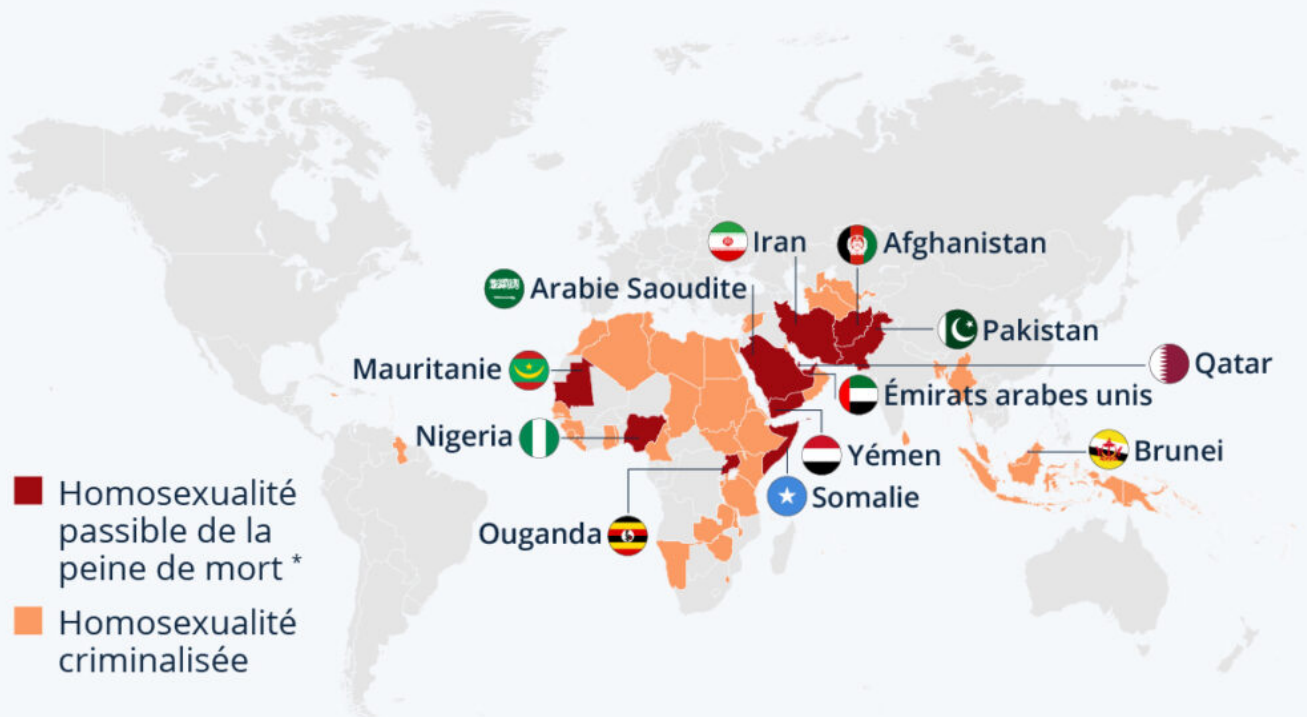 Iran
Afghanistan
Arabie Saoudite
Pakistan
Mauritanie
Qatar
Émirats arabes unis
Nigeria
Yémen
Brunei
Homosexualité
passible de la
peine de mort *
Somalie
Ouganda
Homosexualité
criminalisée